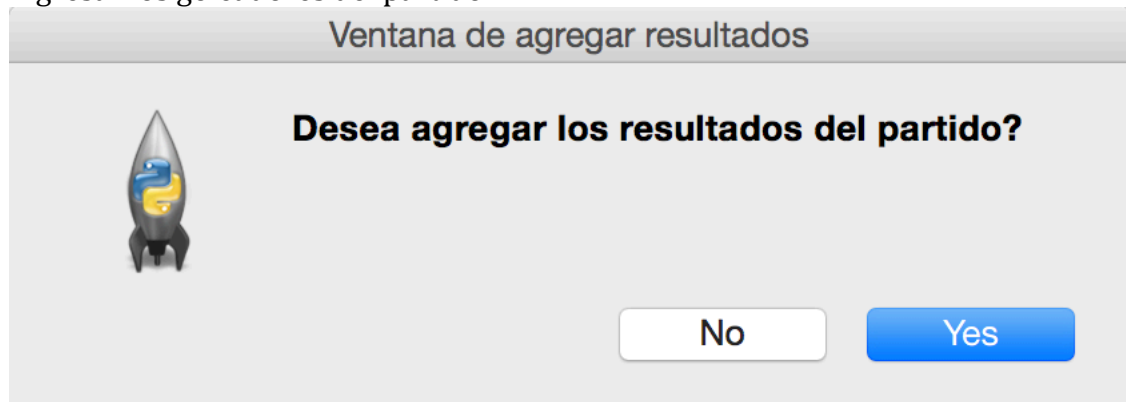 Ventana de agregar resultados
Desea agregar los resultados del partido?
No
Yes